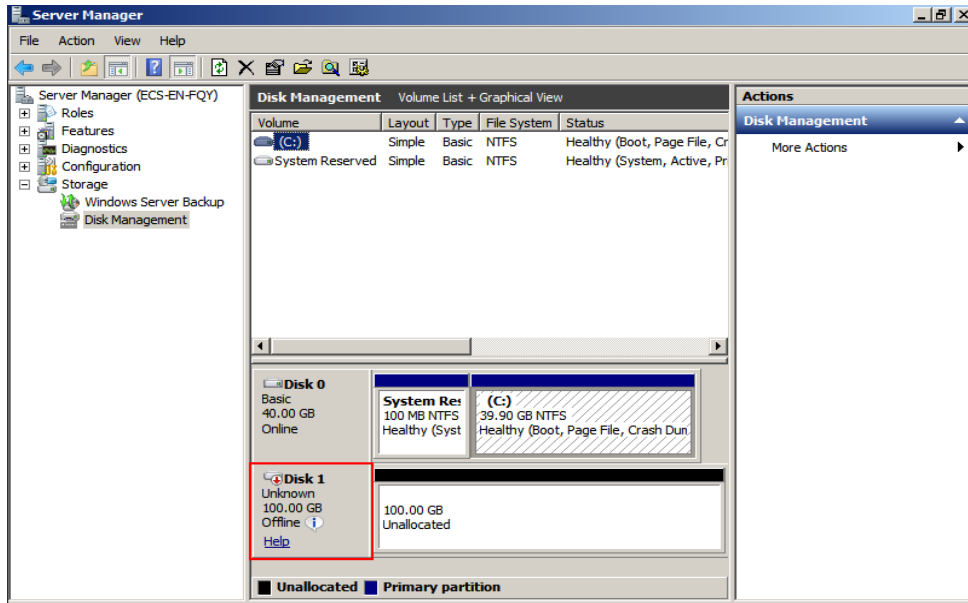 Server Manager
File Action View Help
Server Manager (ECS-EN-FQY)
Roles
Features
Diagnostics
Configuration
Storage
Windows Server Backup
Disk Management
Disk Management Volume List + Graphical View
Volume Layout Type File System Status
(C:) Simple Basic NTFS Healthy (Boot, Page File, Cr
System Reserved Simple Basic NTFS Healthy (System, Active, Pri
Disk 0
Basic
40.00 GB
Online
System Res
100 MB NTFS
Healthy (Syst
(C:)
39.90 GB NTFS
Healthy (Boot, Page File, Crash Dun
Disk 1
Unknown
100.00 GB
Offline
Help
100.00 GB
Unallocated
Unallocated Primary partition
Actions
Disk Management
More Actions